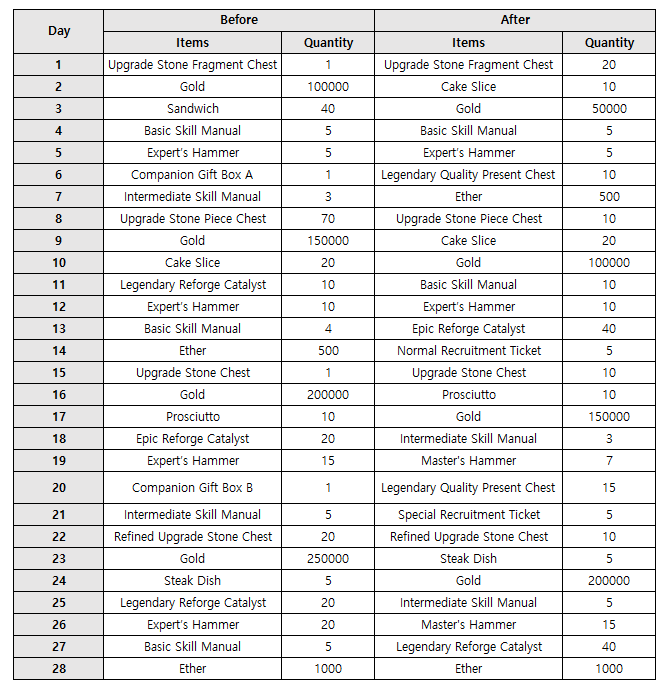 Day Before After
Items Quantity Items Quantity
1 Upgrade Stone Fragment Chest 1 Upgrade Stone Fragment Chest 20
2 Gold 100000 Cake Slice 10
3 Sandwich 40 Gold 50000
4 Basic Skill Manual 5 Basic Skill Manual 5
5 Expert's Hammer 5 Expert's Hammer 5
6 Companion Gift Box A 1 Legendary Quality Present Chest 10
7 Intermediate Skill Manual 3 Ether 500
8 Upgrade Stone Piece Chest 70 Upgrade Stone Piece Chest 10
9 Gold 150000 Cake Slice 20
10 Cake Slice 20 Gold 100000
11 Legendary Reforge Catalyst 10 Basic Skill Manual 10
12 Expert's Hammer 10 Expert's Hammer 10
13 Basic Skill Manual 4 Epic Reforge Catalyst 40
14 Ether 500 Normal Recruitment Ticket 5
15 Upgrade Stone Chest 1 Upgrade Stone Chest 10
16 Gold 200000 Prosciutto 10
17 Prosciutto 10 Gold 150000
18 Epic Reforge Catalyst 20 Intermediate Skill Manual 3
19 Expert's Hammer 15 Master's Hammer 7
20 Companion Gift Box B 1 Legendary Quality Present Chest 15
21 Intermediate Skill Manual 5 Special Recruitment Ticket 5
22 Refined Upgrade Stone Chest 20 Refined Upgrade Stone Chest 10
23 Gold 250000 Steak Dish 5
24 Steak Dish 5 Gold 200000
25 Legendary Reforge Catalyst 20 Intermediate Skill Manual 5
26 Expert's Hammer 20 Master's Hammer 15
27 Basic Skill Manual 5 Legendary Reforge Catalyst 40
28 Ether 1000 Ether 1000